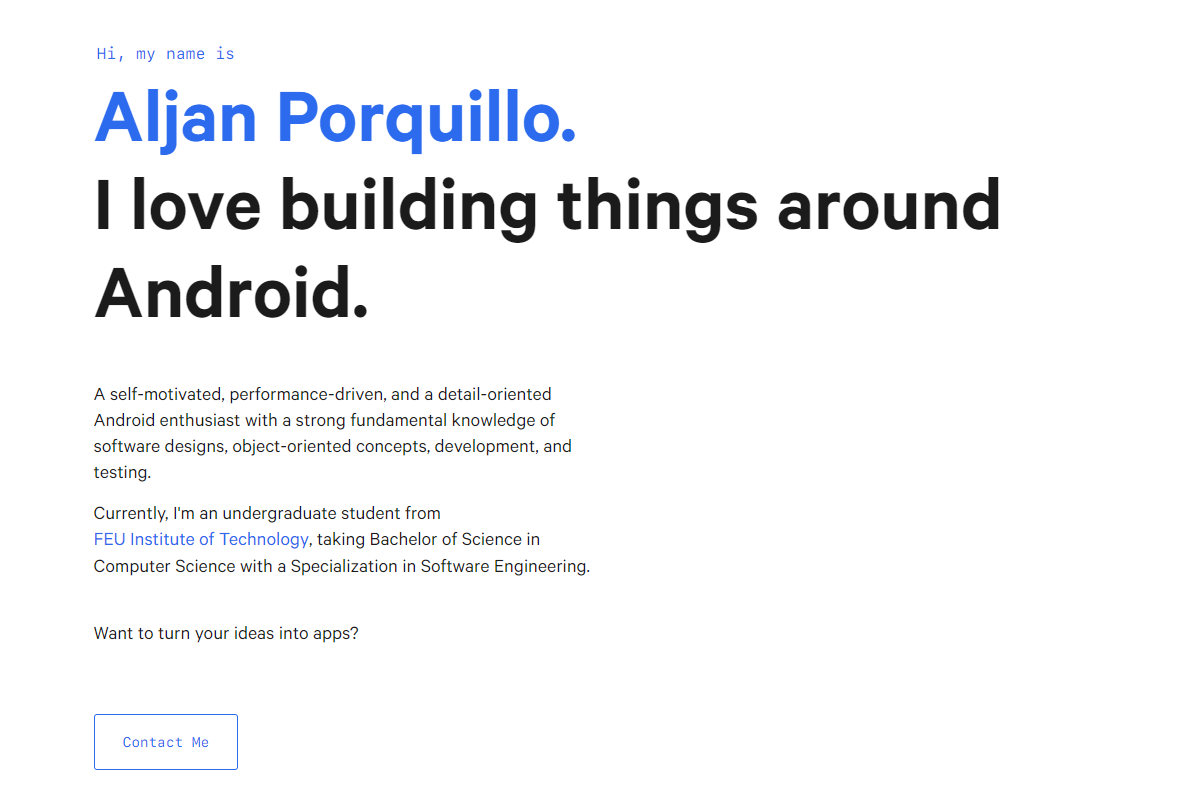 Hi, my name is
Aljan Porquillo.
I love building things around
Android.
A self-motivated, performance-driven, and a detail-oriented
Android enthusiast with a strong fundamental knowledge of
software designs, object-oriented concepts, development, and
testing.
Currently, I'm an undergraduate student from
FEU Institute of Technology, taking Bachelor of Science in
Computer Science with a Specialization in Software Engineering.
Want to turn your ideas into apps?
Contact Me